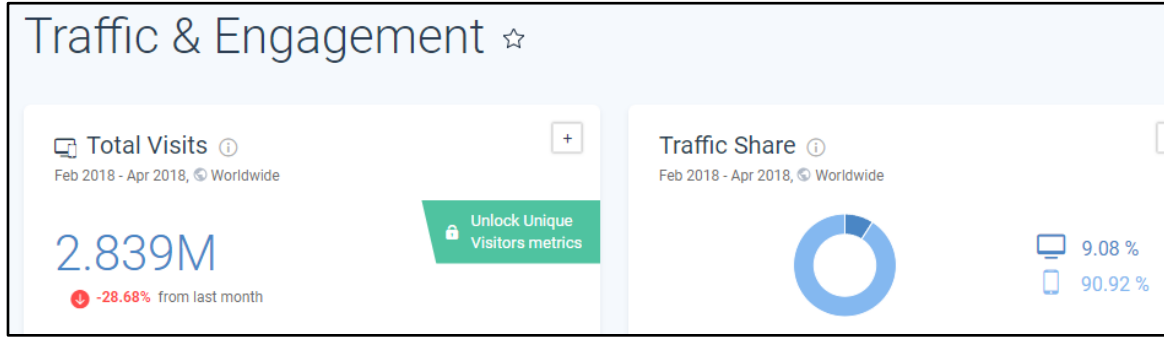 Traffic & Engagement
Total Visits
Feb 2018 - Apr 2018, Worldwide
Unlock Unique
Visitors metrics
2.839M
-28.68% from last month
Traffic Share
Feb 2018 - Apr 2018, Worldwide
9.08 %
90.92 %